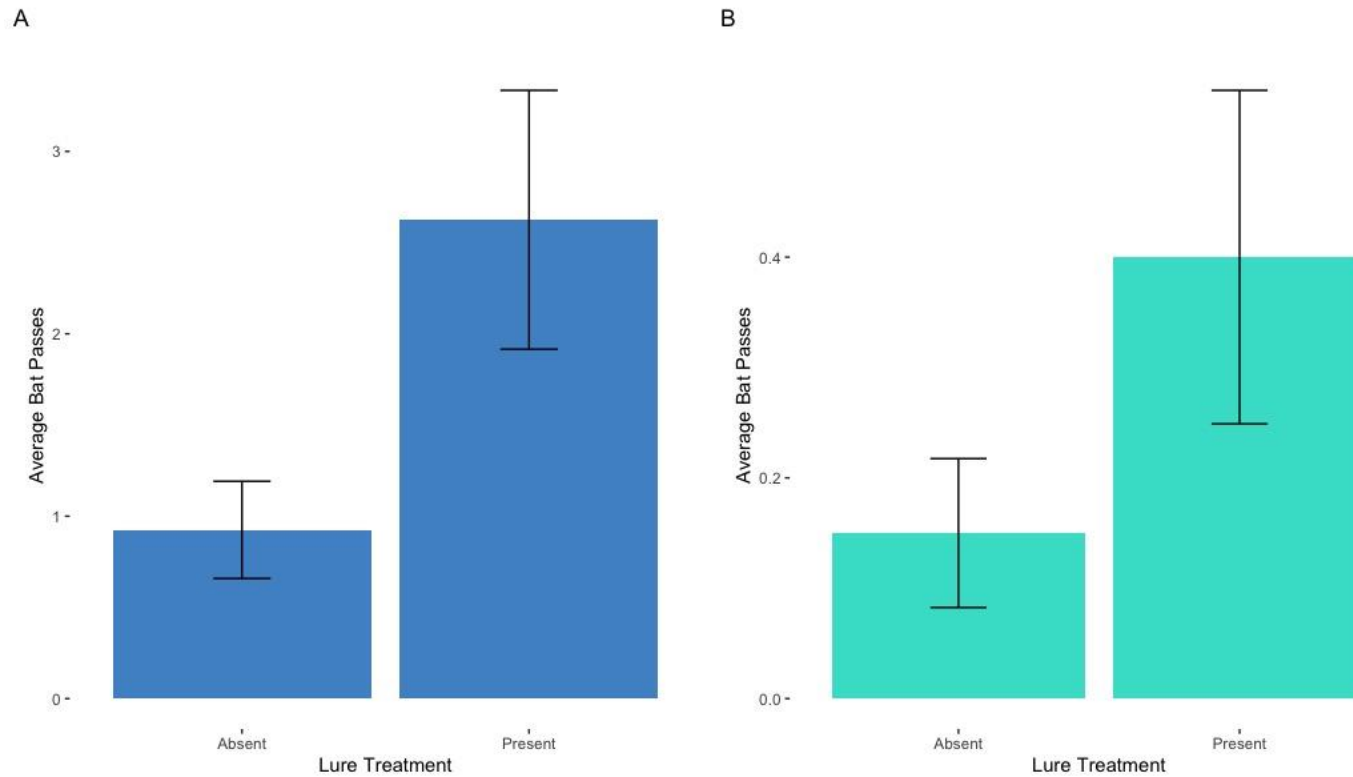 A
Average Bat Passes
3
2
1
0
Absent
Present
Lure Treatment
B
Average Bat Passes
0.4
0.2
0.0
Absent
Present
Lure Treatment